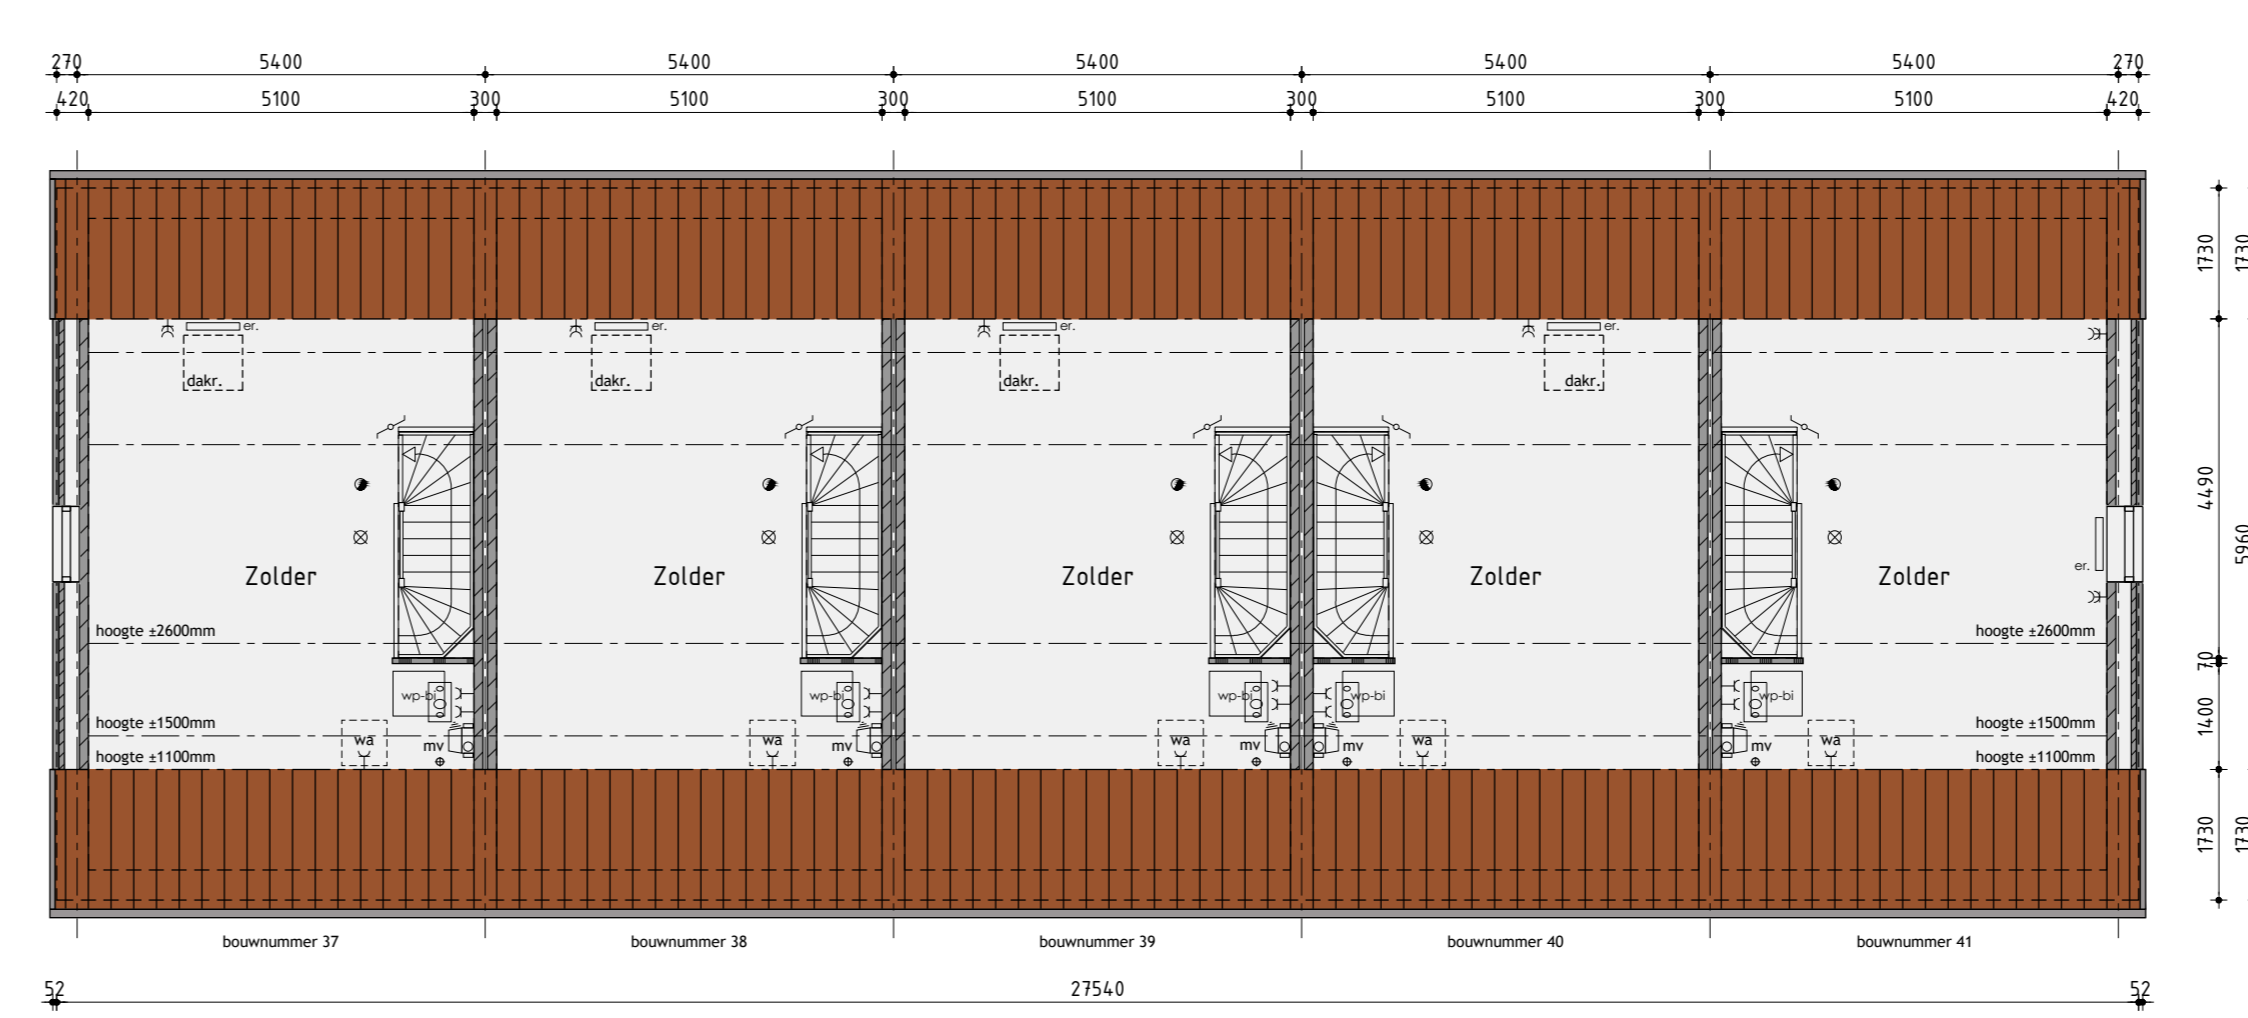 270 5400 5400 5400 5400 5400 270
420 5100 300 5100 300 5100 300 5100 300 5100 420
1730 1730
er. er. er. er.
dakr. dakr. dakr. dakr.
4490
5960
er.
Zolder Zolder Zolder Zolder Zolder
hoogte ±2600mm hoogte ±2600mm
70
wp-bi wp-bi wp-bi wp-bi wp-bi
hoogte ±1500mm hoogte ±1500mm
1400
wa mv wa mv wa mv mv wa mv wa
hoogte ±1100mm hoogte ±1100mm
1730 1730
bouwnummer 37 bouwnummer 38 bouwnummer 39 bouwnummer 40 bouwnummer 41
52 27540 52